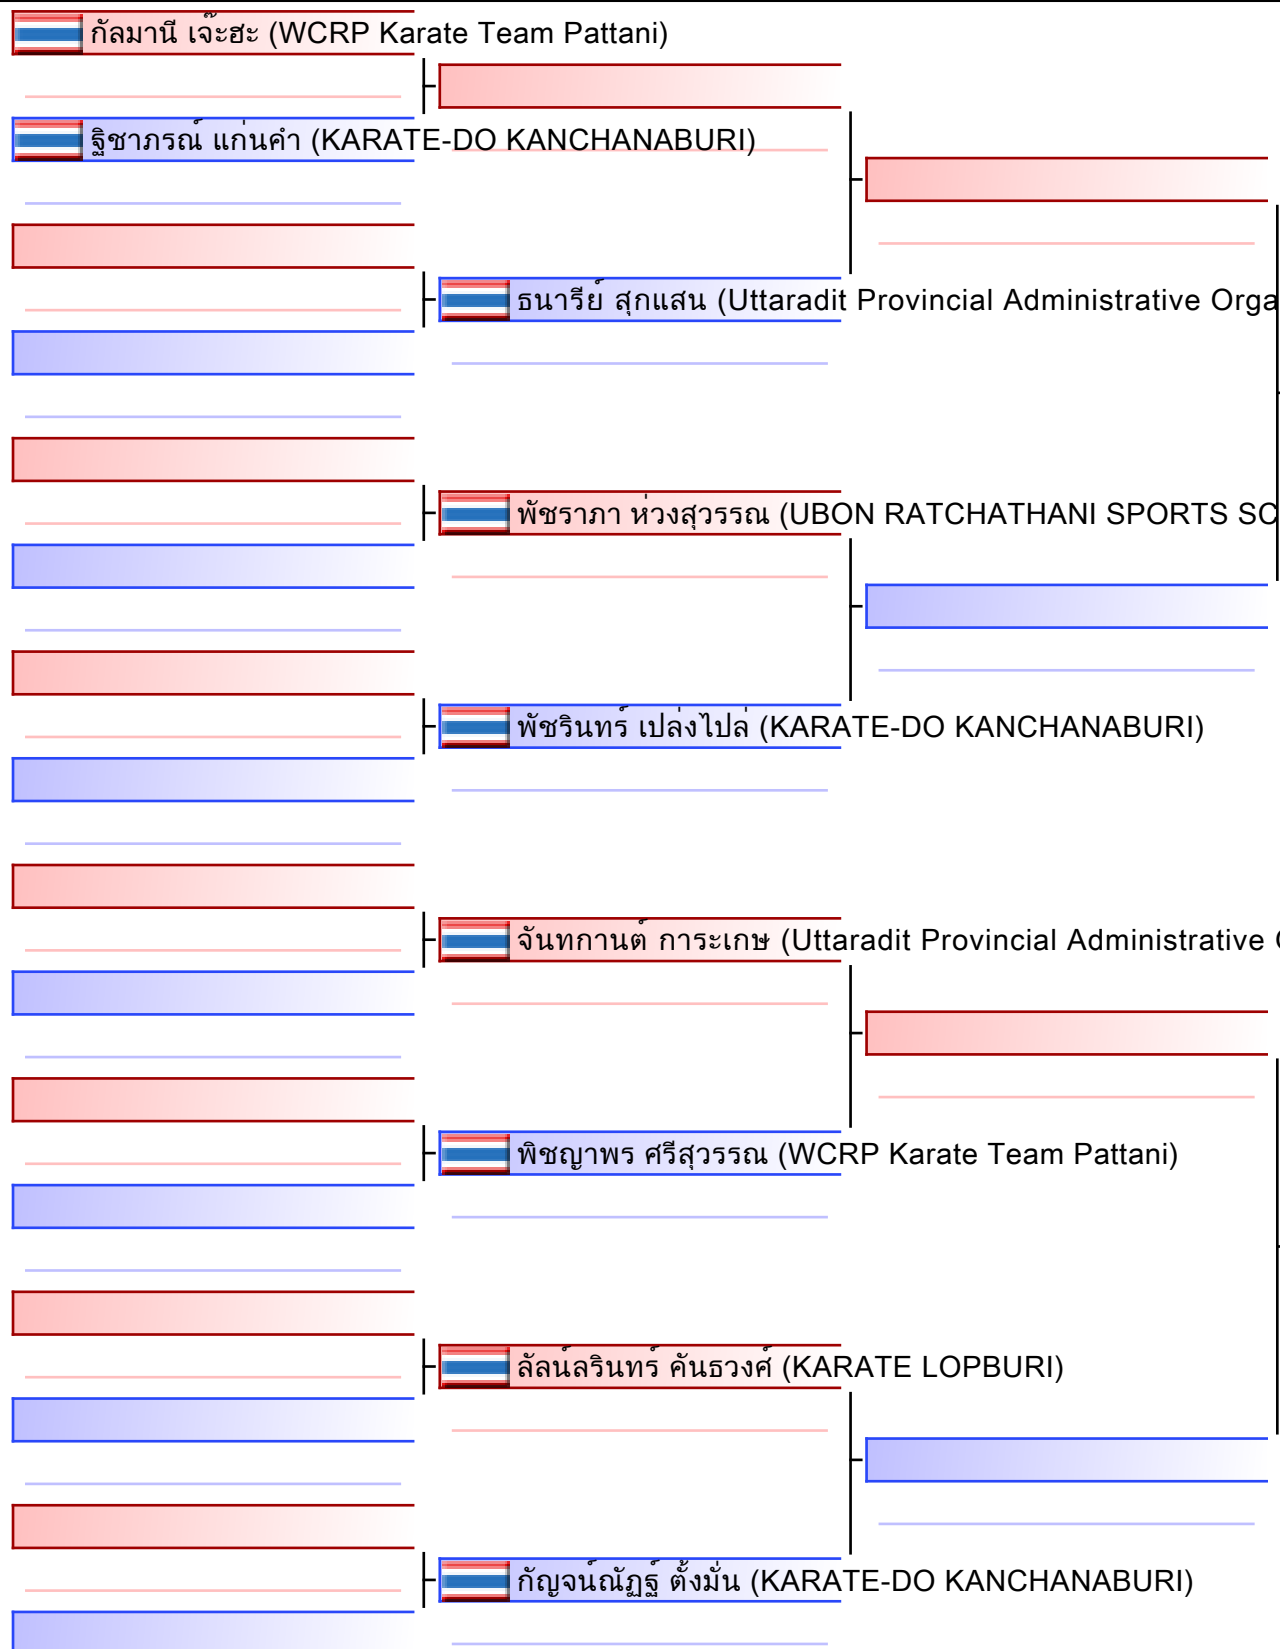 กัลมานี เจ๊ะฮะ (WCRP Karate Team Pattani)
ฐิชาภรณ์ แก่นคำ (KARATE-DO KANCHANABURI)
ธนารีย์ สุกแสน (Uttaradit Provincial Administrative Orga
พัชราภา ห่วงสุวรรณ (UBON RATCHATHANI SPORTS SC
พัชรินทร์ เปล่งไปล่ (KARATE-DO KANCHANABURI)
จันทกานต์ การะเกษ (Uttaradit Provincial Administrative
พิชญาพร ศรีสุวรรณ (WCRP Karate Team Pattani)
ลัลน์ลรินทร์ คันธวงศ์ (KARATE LOPBURI)
กัญจน์ณัฏฐ์ ตั้งมั่น (KARATE-DO KANCHANABURI)